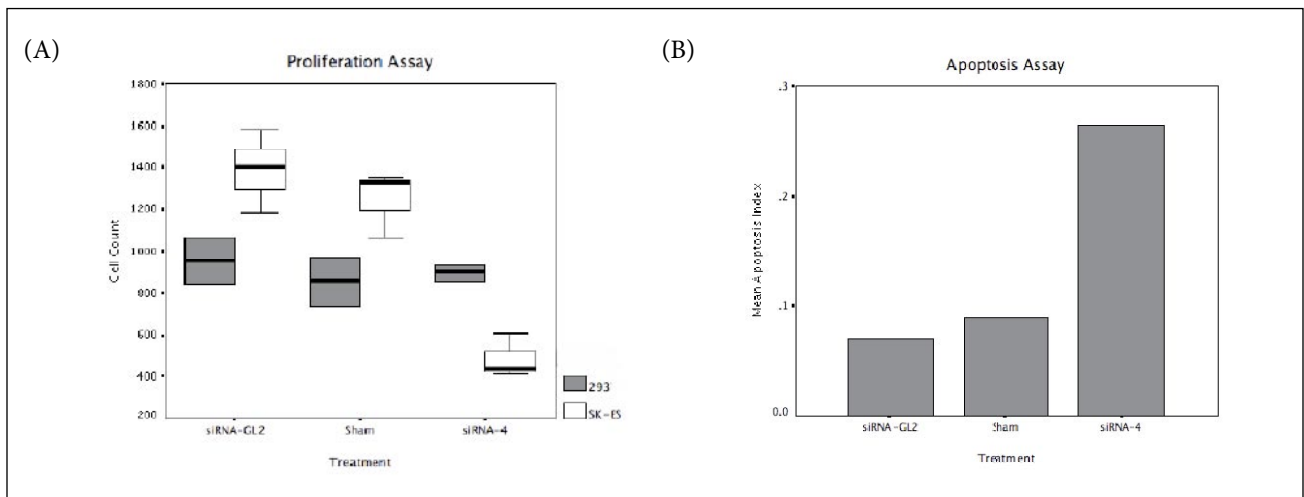 (A)
Proliferation Assay
1800
1600
1400
1200
1000
800
600
400
200
Cell Count
siRNA-GL2 Sham siRNA-4
Treatment
293
SK-ES
(B)
Apoptosis Assay
.3
.2
.1
0.0
Mean Apoptosis Index
siRNA-GL2 Sham siRNA-4
Treatment